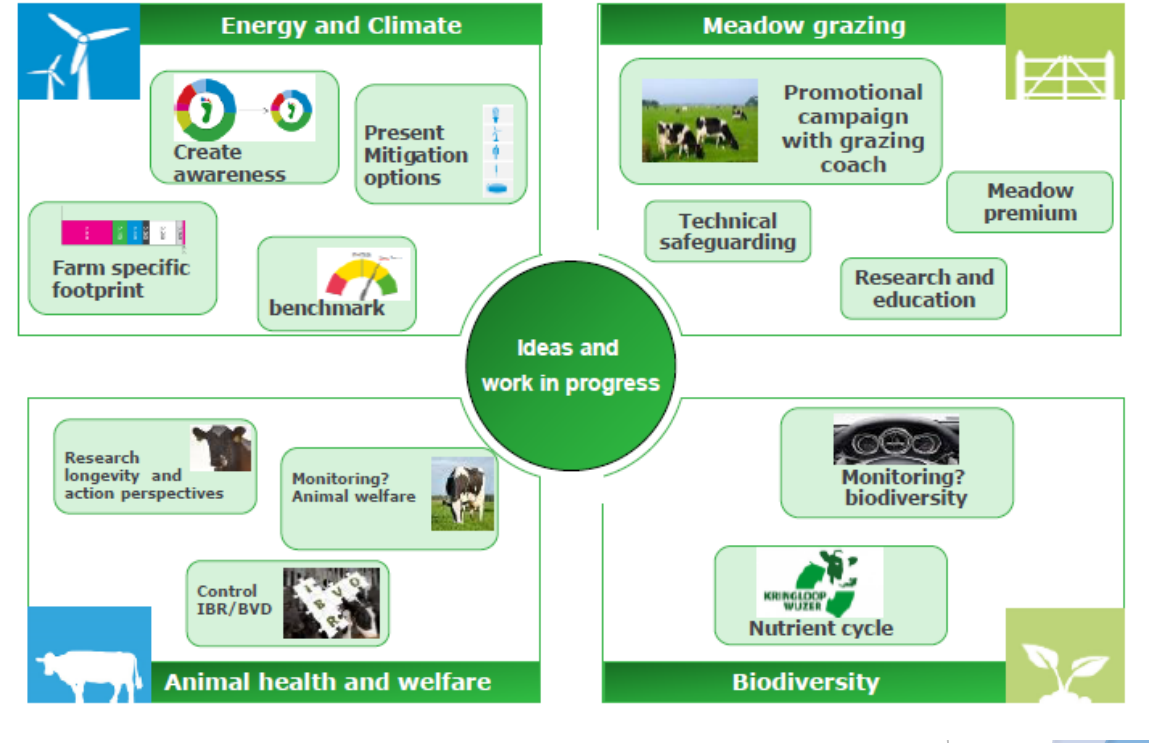 Energy and Climate
Create
awareness
Present
Mitigation
options
Farm specific
footprint
benchmark
Meadow grazing
Promotional
campaign
with grazing
coach
Meadow
premium
Technical
safeguarding
Research and
education
Ideas and
work in progress
Research
longevity and
action perspectives
Monitoring?
Animal welfare
Control
IBR/BVD
I
B V D
R
Animal health and welfare
Monitoring?
biodiversity
KRINGLOOP
WIJZER
Nutrient cycle
Biodiversity